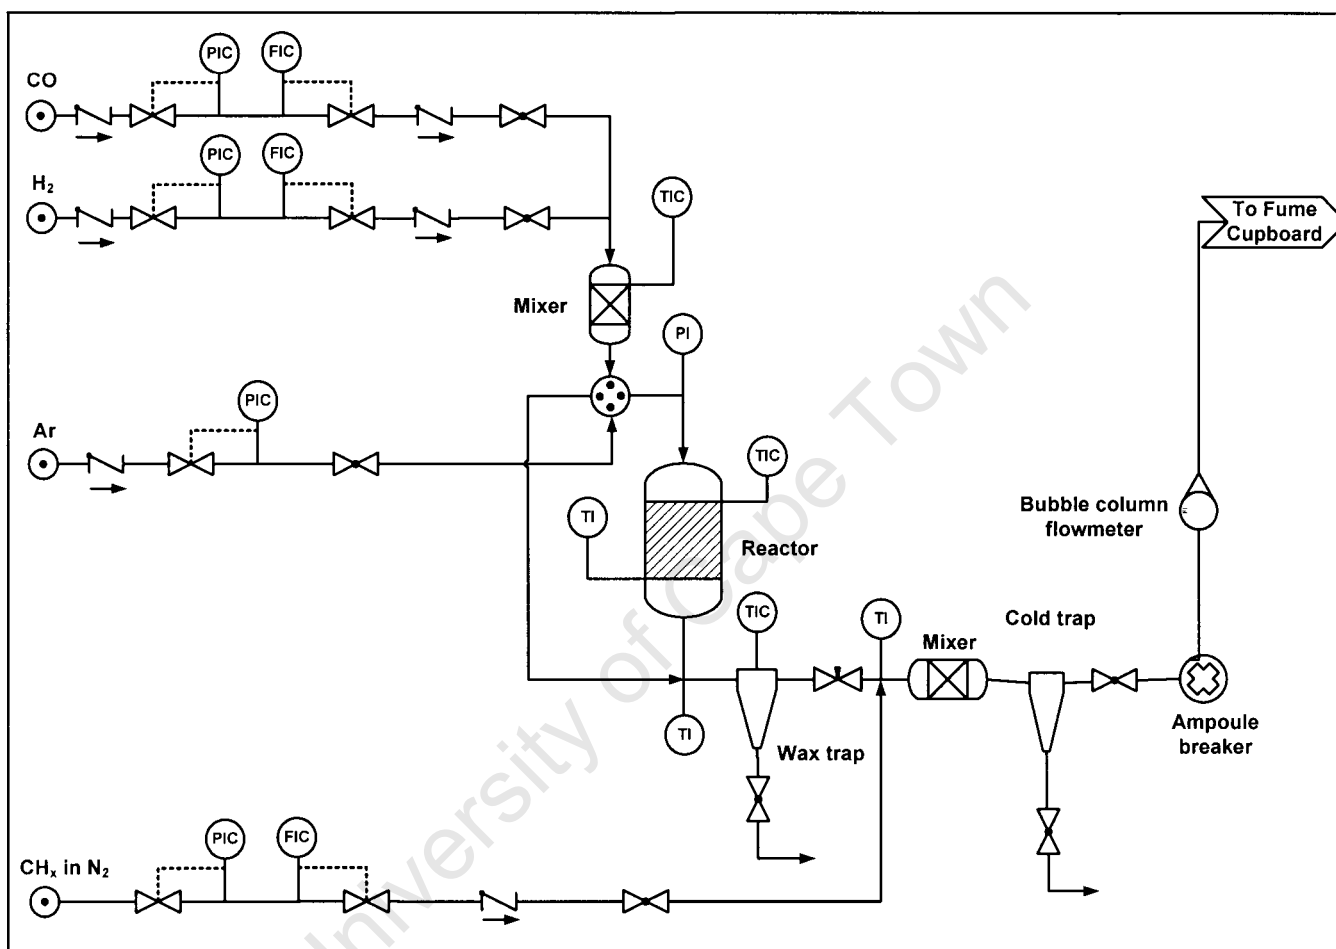 PIC
FIC
CO
PIC
FIC
H₂
TIC
To Fume
Cupboard
Mixer
PI
PIC
Ar
TIC
TI
Bubble column
flowmeter
Reactor
TIC
TI
Cold trap
Mixer
TI
Wax trap
Ampoule
breaker
PIC
FIC
CHₓ in N₂
University of Cape Town